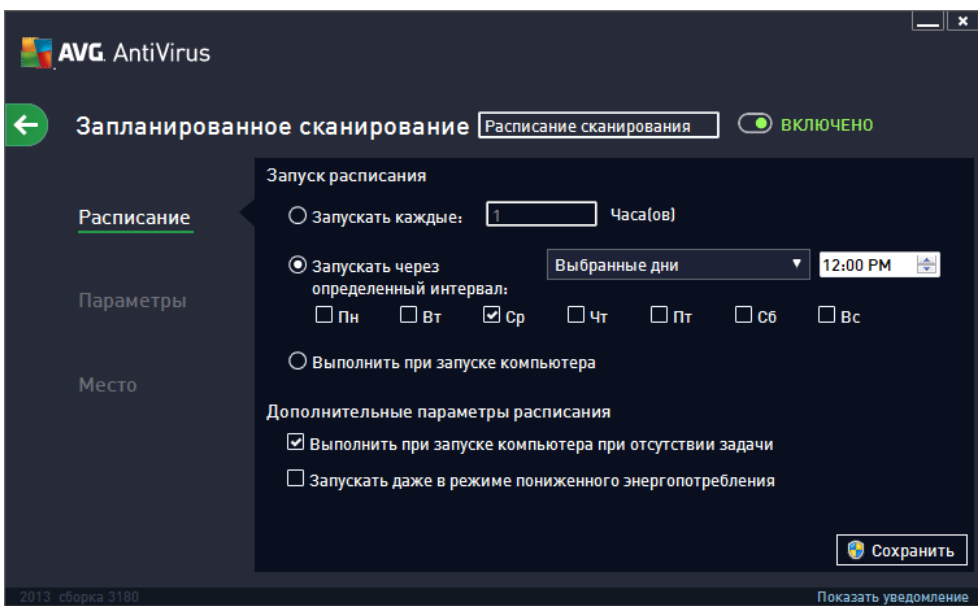 AVG. AntiVirus
Запланированное сканирование
Расписание сканирования
ВКЛЮЧЕНО
Расписание
Параметры
Место
Запуск расписания
Запускать каждые:
1
Часа(ов)
Запускать через
определенный интервал:
Выбранные дни
12:00 PM
Пн Вт Ср Чт Пт Сб Вс
Выполнить при запуске компьютера
Дополнительные параметры расписания
Выполнить при запуске компьютера при отсутствии задачи
Запускать даже в режиме пониженного энергопотребления
Сохранить
2013 сборка 3180
Показать уведомление